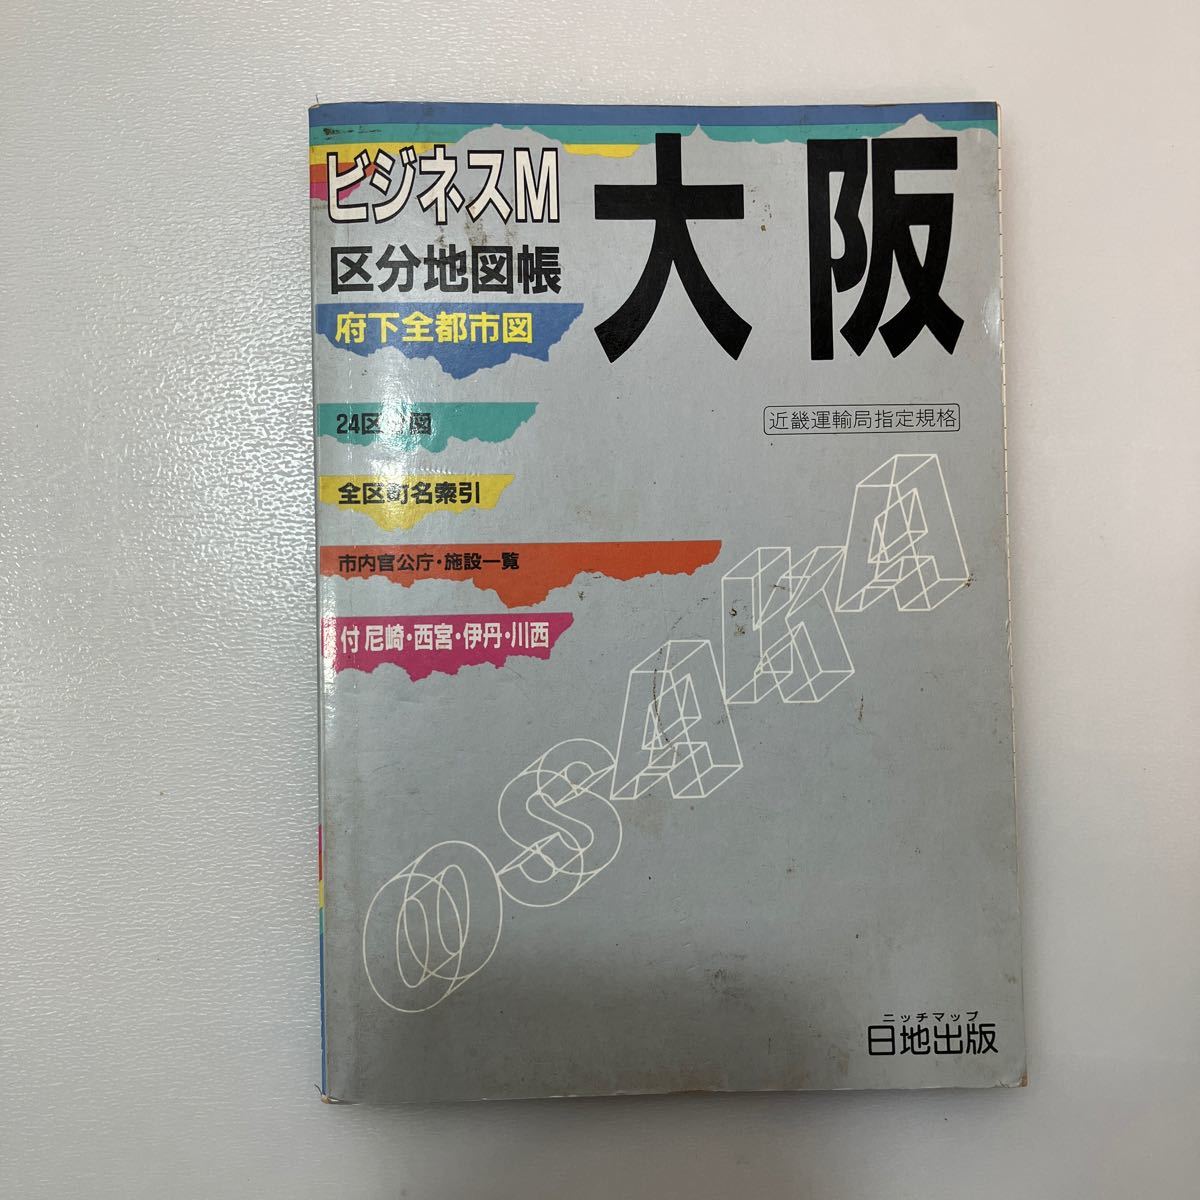 ビジネスM
区分地図帳
大阪
府下全都市図
近畿運輸局指定規格
24区分図
全区町名索引
市内官公庁・施設一覧
付 尼崎・西宮・伊丹・川西
OSAKA
ニッチマップ
日地出版